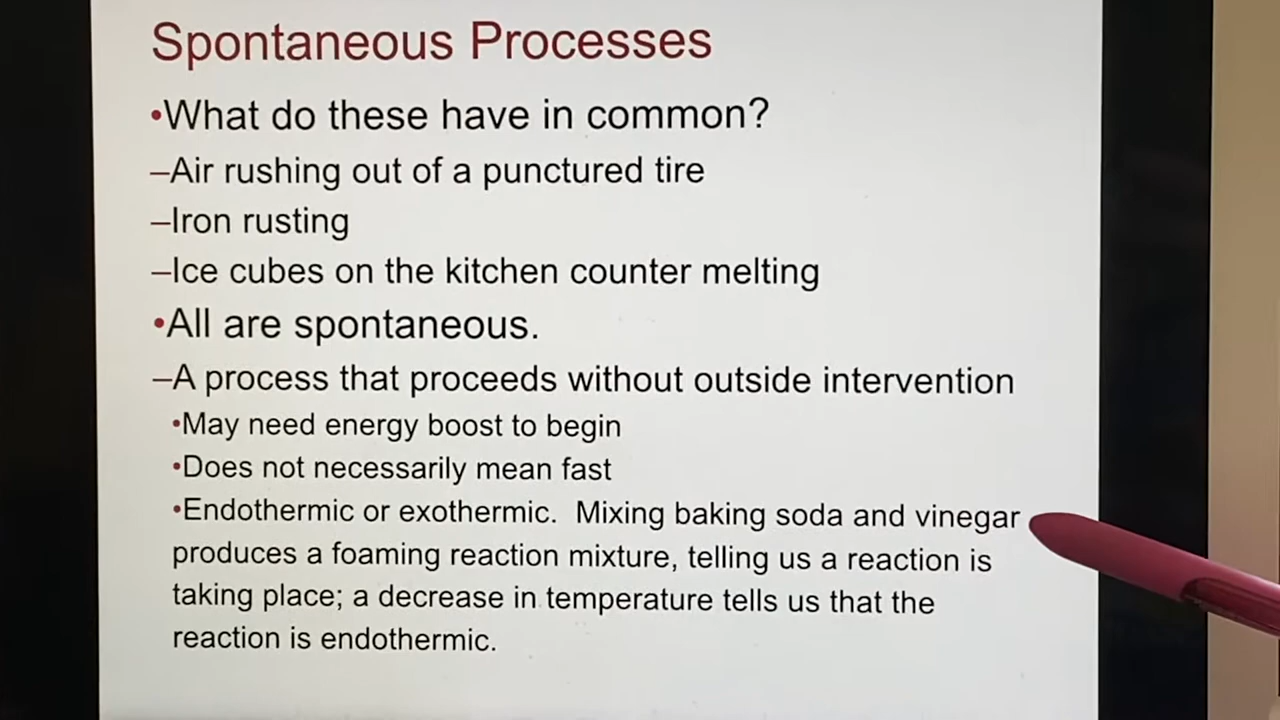 Spontaneous Processes
•What do these have in common?
–Air rushing out of a punctured tire
–Iron rusting
–Ice cubes on the kitchen counter melting
•All are spontaneous.
–A process that proceeds without outside intervention
•May need energy boost to begin
•Does not necessarily mean fast
•Endothermic or exothermic.  Mixing baking soda and vinegar
produces a foaming reaction mixture, telling us a reaction is
taking place; a decrease in temperature tells us that the
reaction is endothermic.